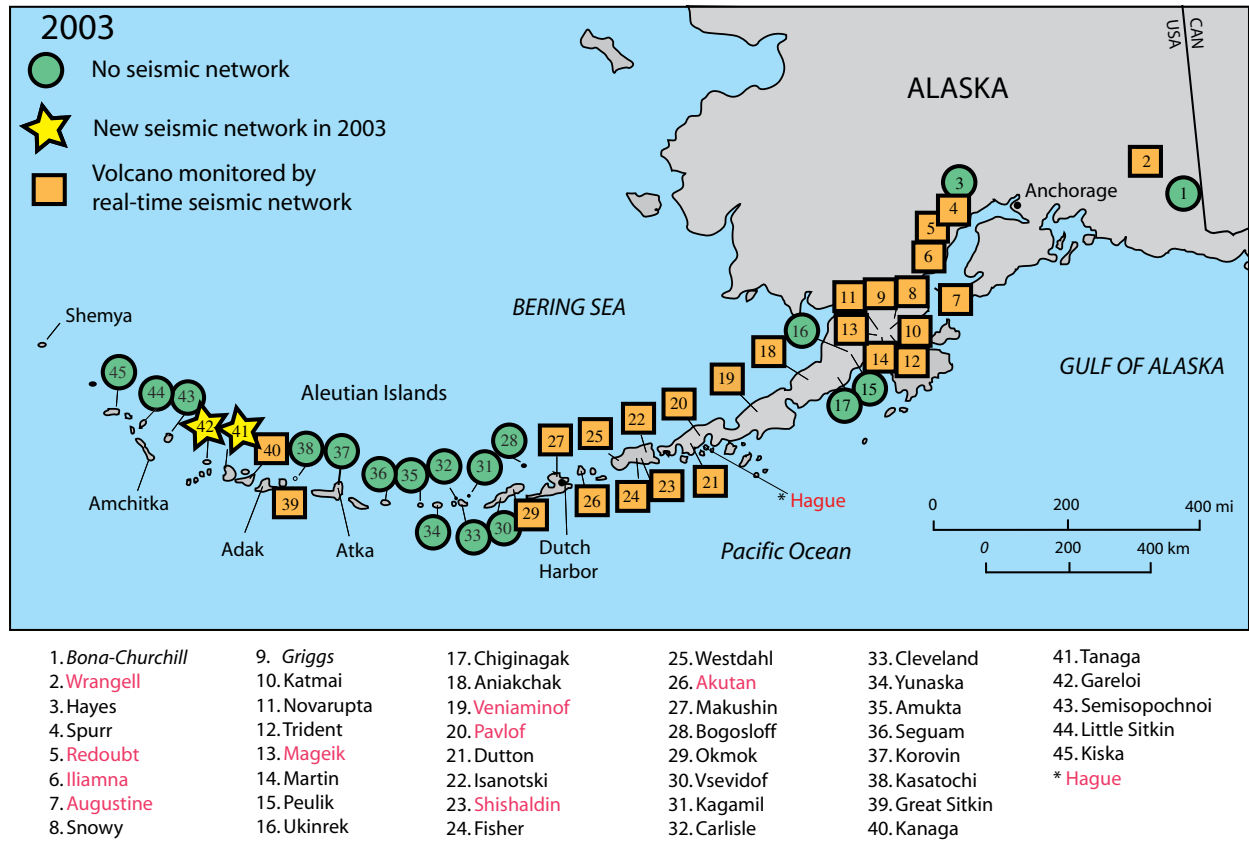 2003
No seismic network
New seismic network in 2003
Volcano monitored by
real-time seismic network
CAN
USA
ALASKA
2
1
3
Anchorage
4
5
6
11
9
8
7
BERING SEA
16
13
10
Shemya
18
14
12
GULF OF ALASKA
45
19
15
44
43
Aleutian Islands
20
17
42
41
22
40
38
37
28
27
25
36
35
32
31
23
21
Amchitka
39
26
24
* Hague
34
33
30
29
0
200
400 mi
Adak
Atka
Dutch
Harbor
Pacific Ocean
0
200
400 km
1. Bona-Churchill
2. Wrangell
3. Hayes
4. Spurr
5. Redoubt
6. Iliamna
7. Augustine
8. Snowy
9. Griggs
10. Katmai
11. Novarupta
12. Trident
13. Mageik
14. Martin
15. Peulik
16. Ukinrek
17. Chiginagak
18. Aniakchak
19. Veniaminof
20. Pavlof
21. Dutton
22. Isanotski
23. Shishaldin
24. Fisher
25. Westdahl
26. Akutan
27. Makushin
28. Bogosloff
29. Okmok
30. Vsevidof
31. Kagamil
32. Carlisle
33. Cleveland
34. Yunaska
35. Amukta
36. Seguam
37. Korovin
38. Kasatochi
39. Great Sitkin
40. Kanaga
41. Tanaga
42. Gareloi
43. Semisopochnoi
44. Little Sitkin
45. Kiska
* Hague